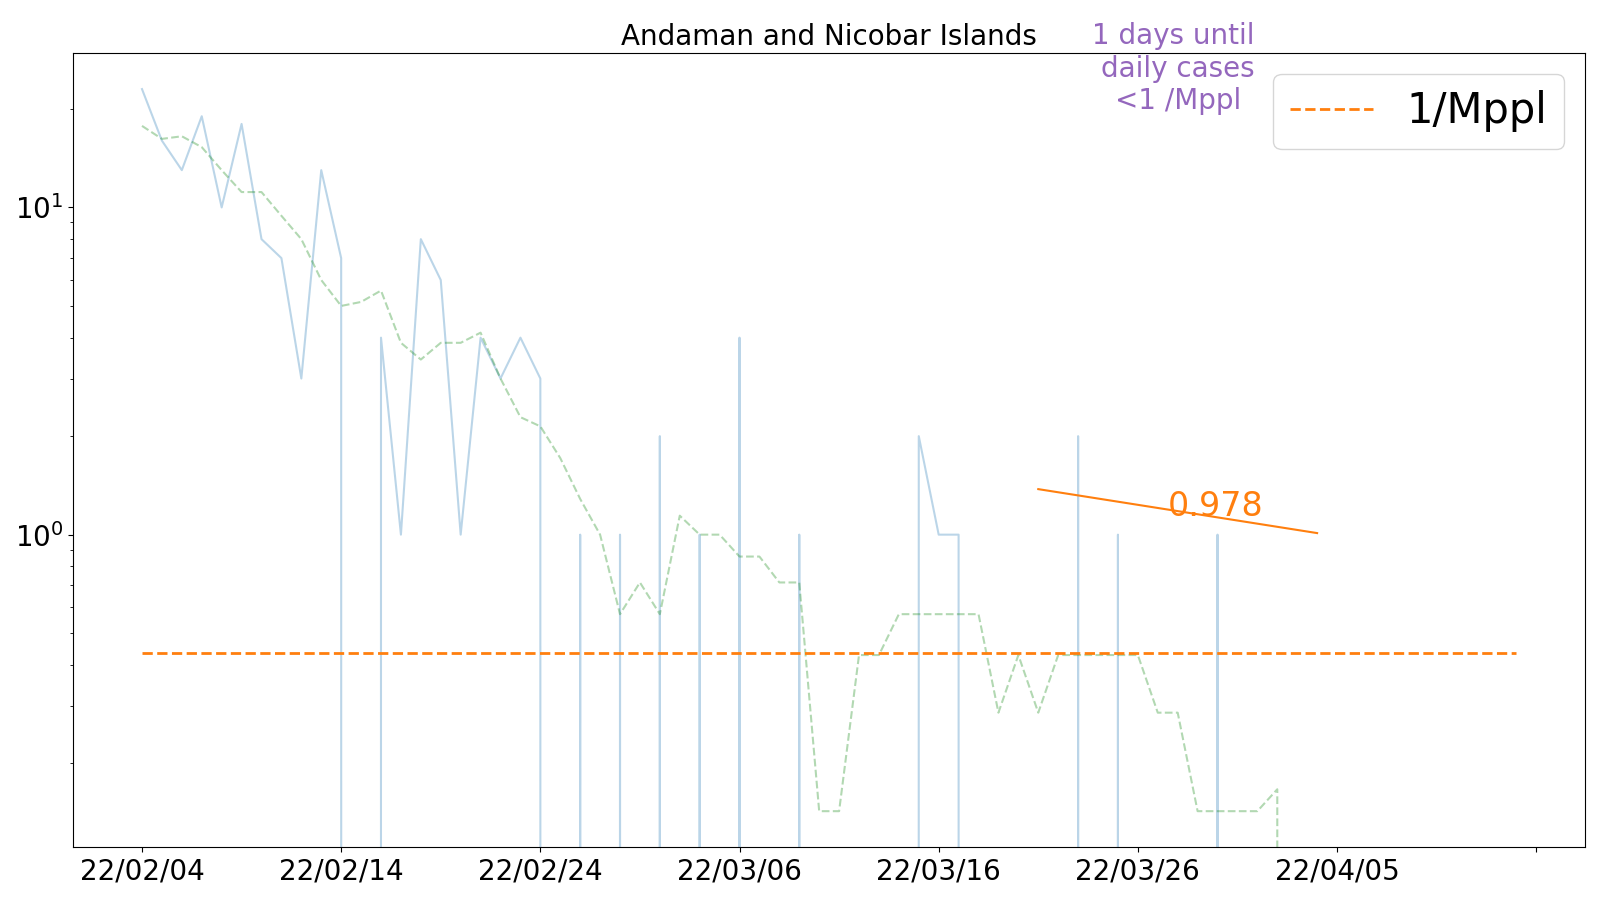 Andaman and Nicobar Islands
1 days until
daily cases
<1 /Mppl
1/Mppl
10¹
10⁰
0.978
22/02/04 22/02/14 22/02/24 22/03/06 22/03/16 22/03/26 22/04/05